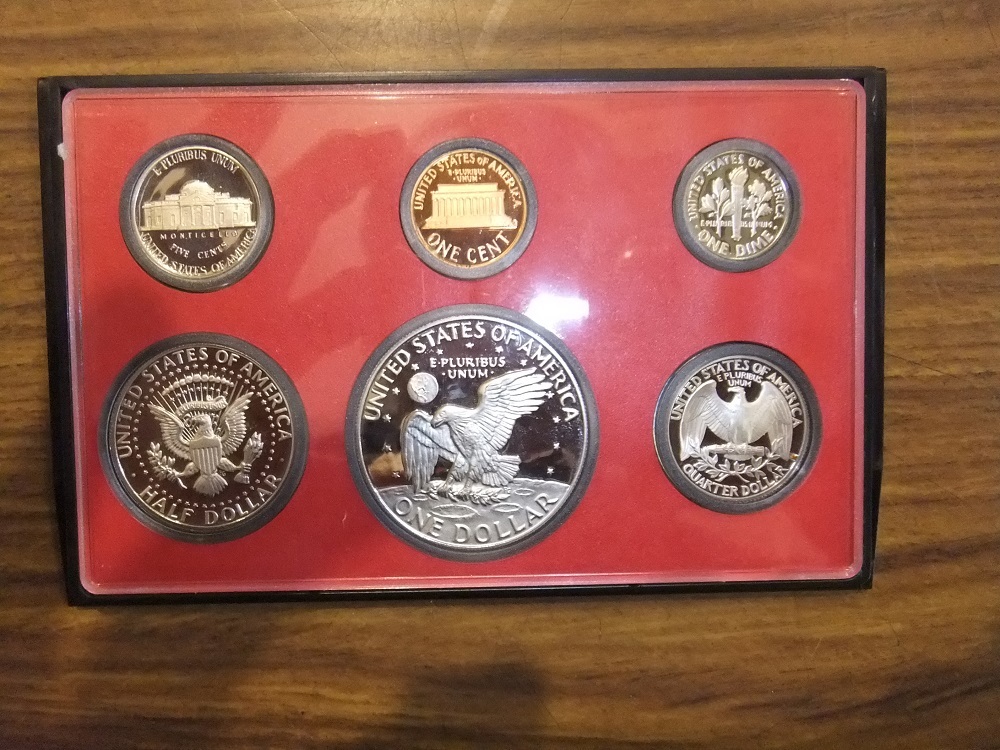 E·PLURIBUS UNUM
MONTICELLO
FIVE CENTS
UNITED STATES OF AMERICA
UNITED STATES OF AMERICA
·E·PLURIBUS
·UNUM·
ONE CENT
UNITED STATES OF AMERICA
E PLURIBUS UNUM
·ONE DIME·
UNITED STATES OF AMERICA
HALF DOLLAR
UNITED STATES OF AMERICA
E·PLURIBUS
·UNUM·
ONE DOLLAR
UNITED STATES OF AMERICA
E PLURIBUS
UNUM
QUARTER DOLLAR